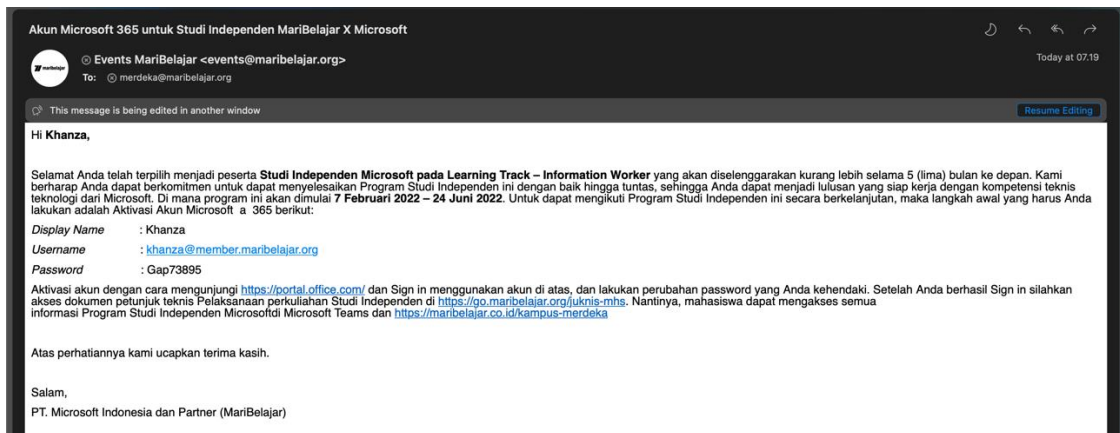 Akun Microsoft 365 untuk Studi Independen MariBelajar X Microsoft
maribelajar
Events MariBelajar <events@maribelajar.org>
Today at 07.19
To: merdeka@maribelajar.org
This message is being edited in another window
Resume Editing
Hi Khanza,
Selamat Anda telah terpilih menjadi peserta Studi Independen Microsoft pada Learning Track – Information Worker yang akan diselenggarakan kurang lebih selama 5 (lima) bulan ke depan. Kami
berharap Anda dapat berkomitmen untuk dapat menyelesaikan Program Studi Independen ini dengan baik hingga tuntas, sehingga Anda dapat menjadi lulusan yang siap kerja dengan kompetensi teknis
teknologi dari Microsoft. Di mana program ini akan dimulai 7 Februari 2022 – 24 Juni 2022. Untuk dapat mengikuti Program Studi Independen ini secara berkelanjutan, maka langkah awal yang harus Anda
lakukan adalah Aktivasi Akun Microsoft a 365 berikut:
Display Name : Khanza
Username : khanza@member.maribelajar.org
Password : Gap73895
Aktivasi akun dengan cara mengunjungi https://portal.office.com/ dan Sign in menggunakan akun di atas, dan lakukan perubahan password yang Anda kehendaki. Setelah Anda berhasil Sign in silahkan
akses dokumen petunjuk teknis Pelaksanaan perkuliahan Studi Independen di https://go.maribelajar.org/juknis-mhs. Nantinya, mahasiswa dapat mengakses semua
informasi Program Studi Independen Microsoftdi Microsoft Teams dan https://maribelajar.co.id/kampus-merdeka
Atas perhatiannya kami ucapkan terima kasih.
Salam,
PT. Microsoft Indonesia dan Partner (MariBelajar)